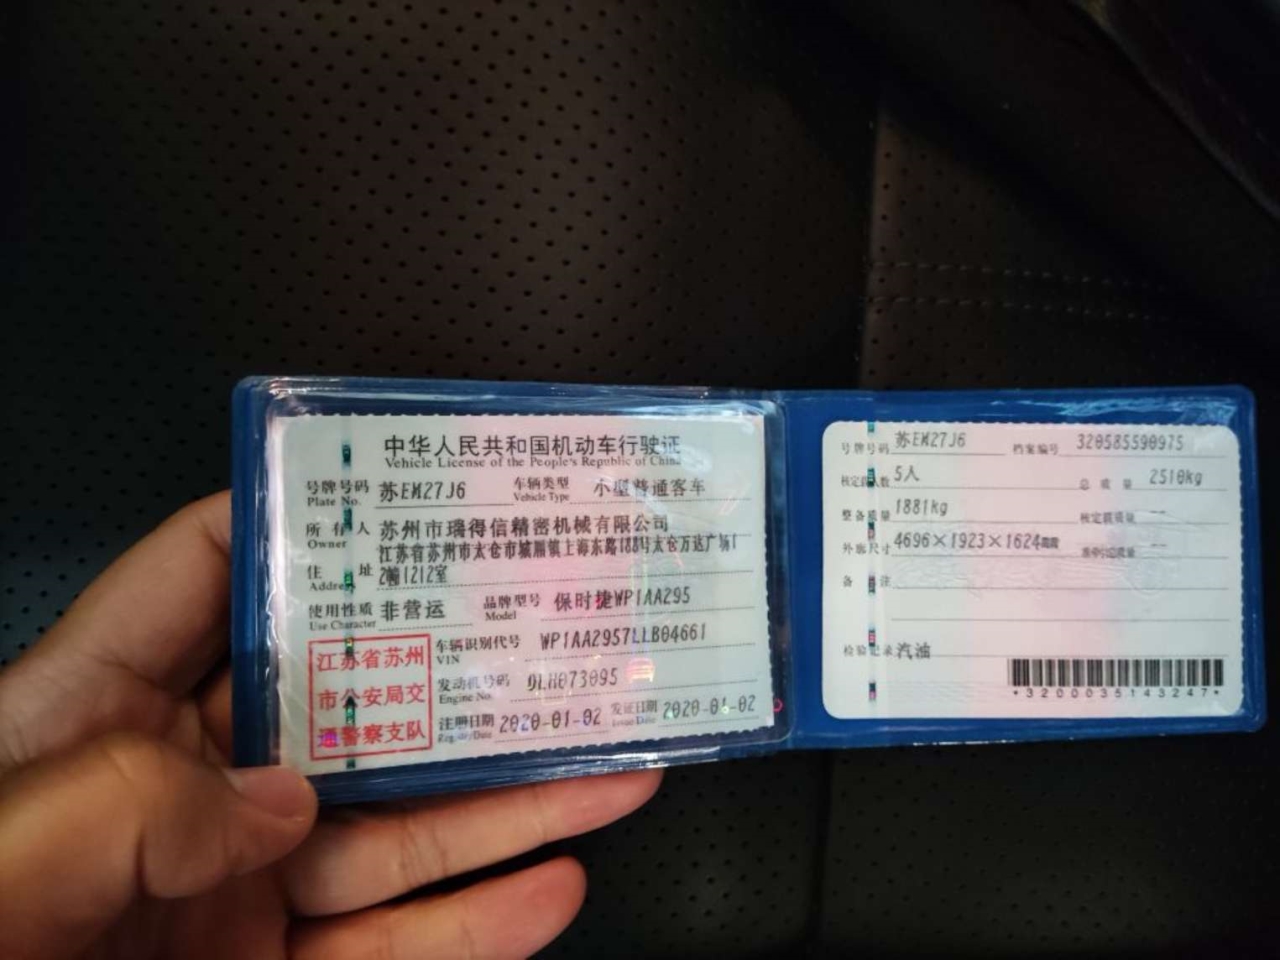 中华人民共和国机动车行驶证
Vehicle License of the People's Republic of China
号牌号码 苏EM27J6 车辆类型 小型普通客车
Plate No. Vehicle Type
所有人 苏州市瑞得信精密机械有限公司
Owner
江苏省苏州市太仓市城厢镇上海东路188号太仓万达广场1
住址 2幢1212室
Address
使用性质 非营运 品牌型号 保时捷WP1AA295
Use Character Model
江苏省苏州
市公安局交
通警察支队
车辆识别代号 WP1AA2957LLB04661
VIN
发动机号码 DLH073095
Engine No.
注册日期 2020-01-02 发证日期 2020-01-02
Register Date Issue Date
号牌号码 苏EM27J6 档案编号 320585590975
核定载人数 5人 总质量 2510kg
整备质量 1881kg 核定载质量 --
外廓尺寸 4696×1923×1624mm 准牵引总质量 --
备注
检验记录 汽油
*3200035143247*